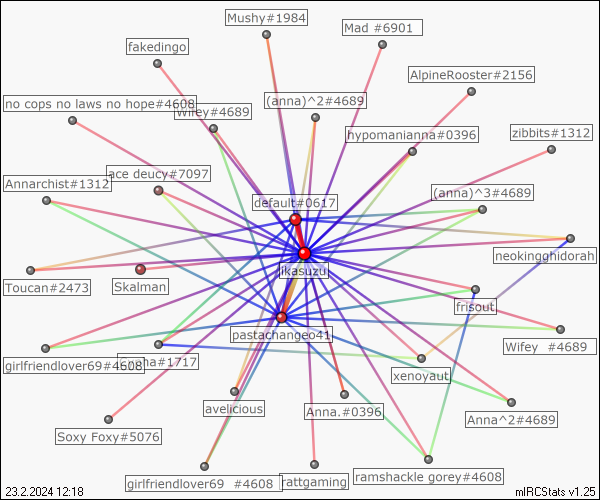 Mushy#1984
Mad #6901
fakedingo
AlpineRooster#2156
no cops no laws no hope#4608
(anna)^2#4689
wifey#4689
hypomanianna#0396
zibbits#1312
ace deucy#7097
Annarchist#1312
(anna)^3#4689
default#0617
neokingghidorah
jikasuzu
Toucan#2473
Skalman
frisout
pastachangeo41
Wifey #4689
girlfriendlover69#4608
#1717
xenoyaut
avelicious
Anna.#0396
Anna^2#4689
Soxy Foxy#5076
girlfriendlover69 #4608
rattgaming
ramshackle gorey#4608
23.2.2024 12:18
mIRCStats v1.25